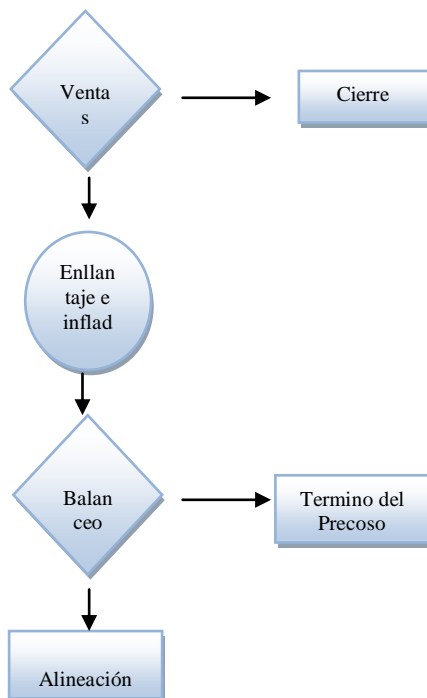 Venta
s
Cierre
Enllan
taje e
inflad
Balan
ceo
Termino del
Precoso
Alineación